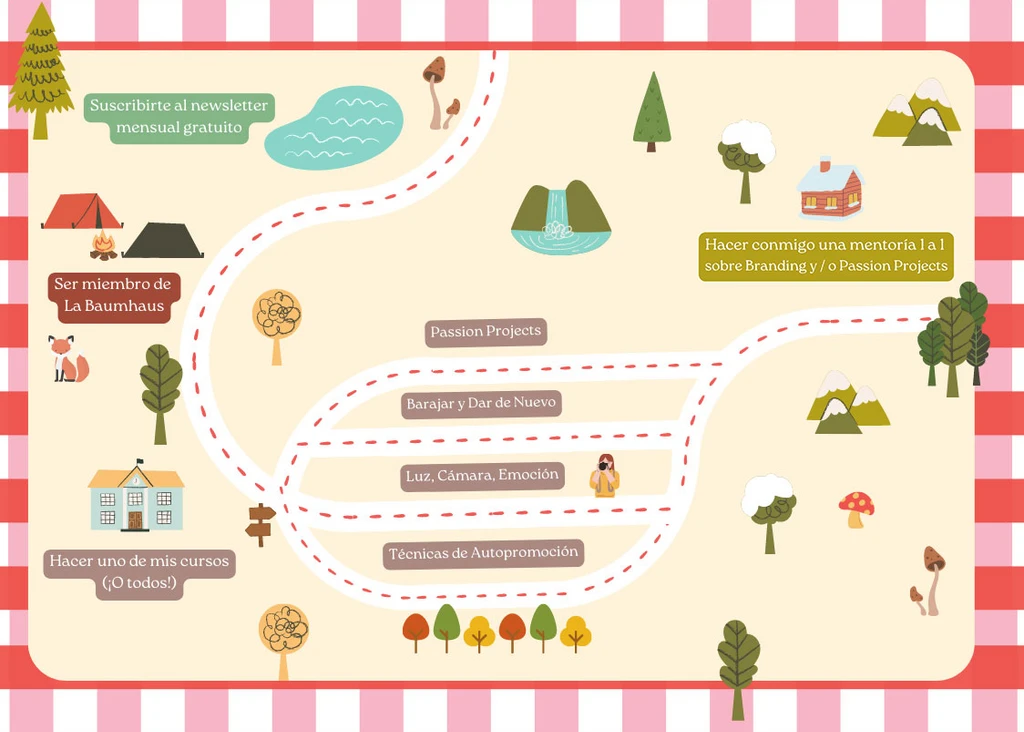 Suscribirte al newsletter
mensual gratuito
Hacer conmigo una mentoría 1 a 1
sobre Branding y / o Passion Projects
Ser miembro de
La Baumhaus
Passion Projects
Barajar y Dar de Nuevo
Luz, Cámara, Emoción
Técnicas de Autopromoción
Hacer uno de mis cursos
(¡O todos!)